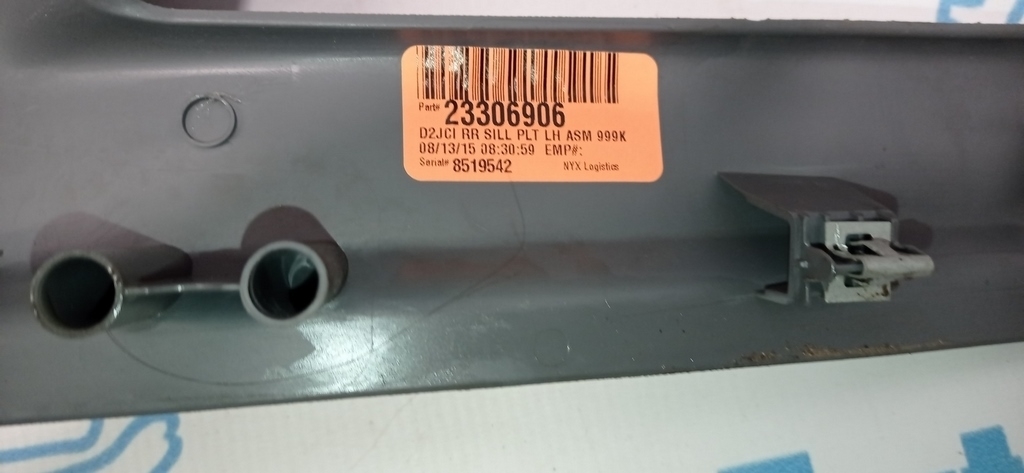 Part# 23306906
D2JCI RR SILL PLT LH ASM 999K
08/13/15 08:30:59 EMP#:
Serial# 8519542 NYX Logistics